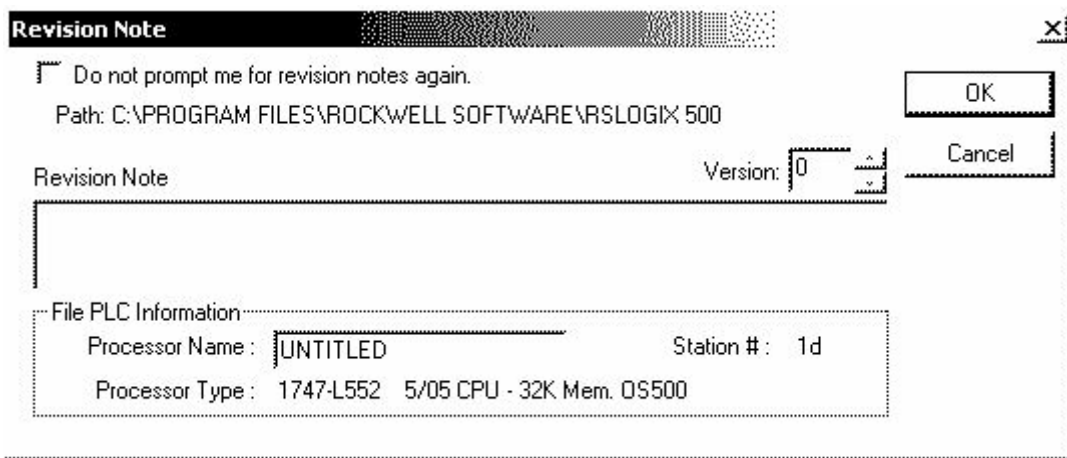 Revision Note
Do not prompt me for revision notes again.
OK
Path: C:\PROGRAM FILES\ROCKWELL SOFTWARE\RSLOGIX 500
Cancel
Version: 0
Revision Note
File PLC Information
Processor Name : UNTITLED Station # : 1d
Processor Type : 1747-L552 5/05 CPU - 32K Mem. OS500